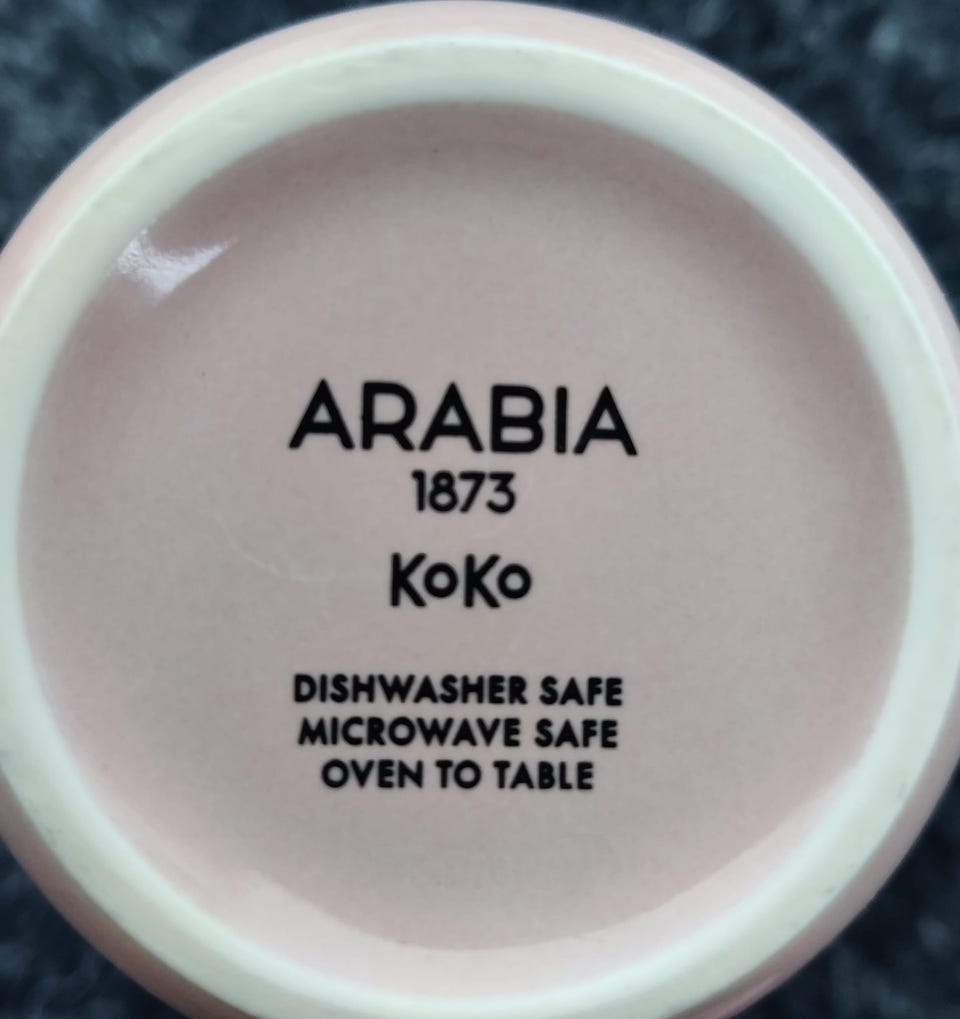 ARABIA
1873
KoKo
DISHWASHER SAFE
MICROWAVE SAFE
OVEN TO TABLE